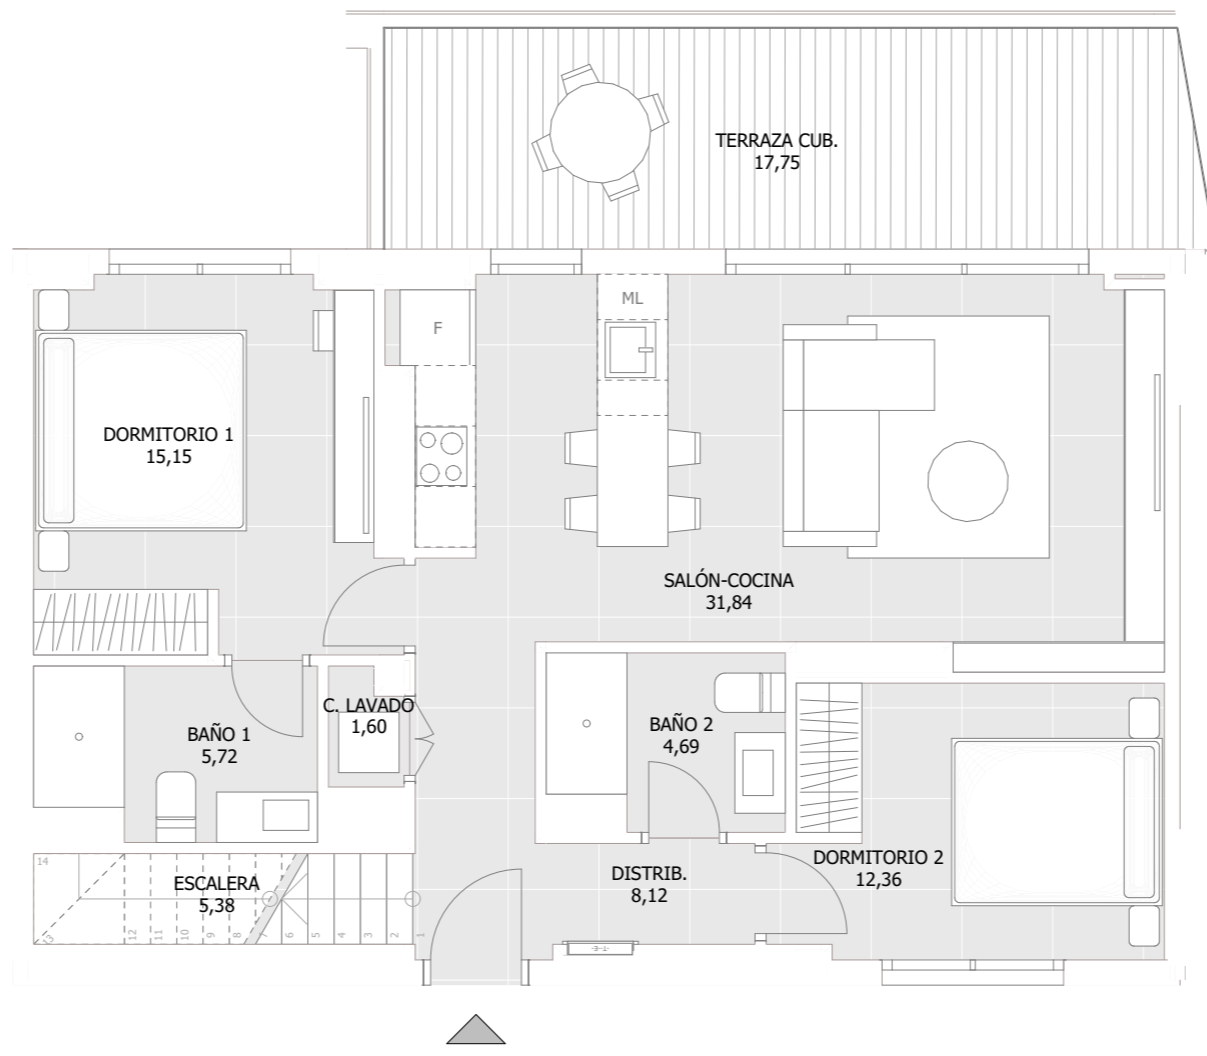 TERRAZA CUB.
17,75
ML
F
DORMITORIO 1
15,15
SALÓN-COCINA
31,84
C. LAVADO
1,60
BAÑO 1
5,72
BAÑO 2
4,69
DORMITORIO 2
12,36
DISTRIB.
8,12
ESCALERA
5,38
14
13
12
11
10
9
8
7
6
5
4
3
2
1